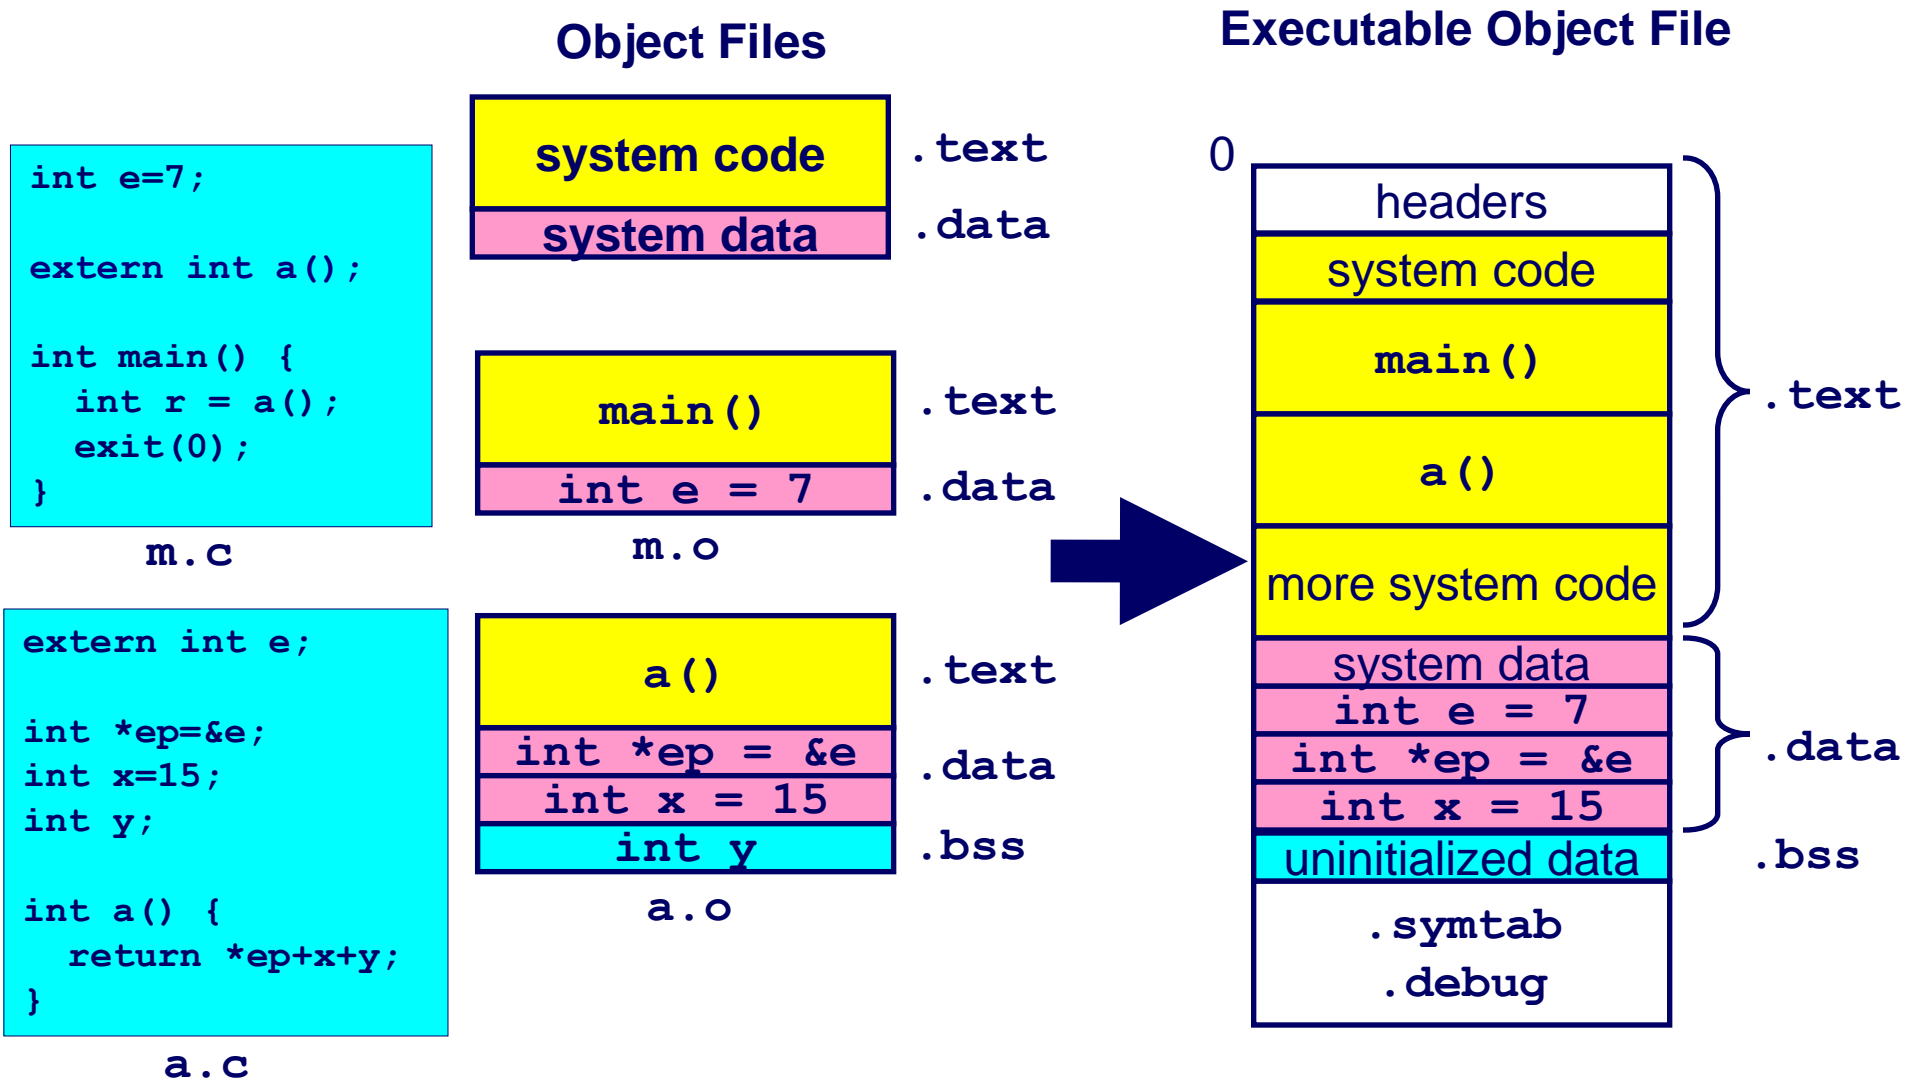 Object Files
Executable Object File
int e=7;
extern int a();
int main() {
int r = a();
exit(0);
}
m.c
extern int e;
int *ep=&e;
int x=15;
int y;
int a() {
return *ep+x+y;
}
a.c
system code
.text
system data
.data
main()
.text
int e = 7
.data
m.o
a()
.text
int *ep = &e
.data
int x = 15
int y
.bss
a.o
0
headers
system code
main()
a()
more system code
.text
system data
int e = 7
int *ep = &e
int x = 15
.data
uninitialized data
.bss
.symtab
.debug